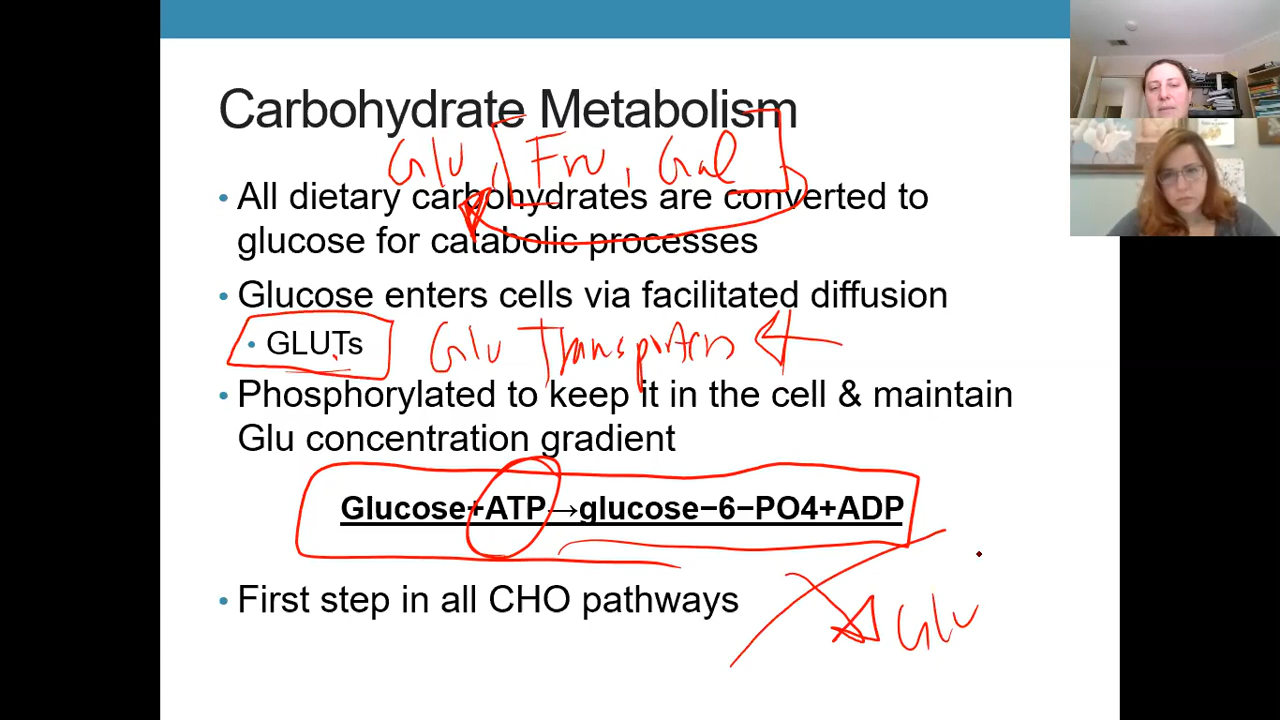 Carbohydrate Metabolism
Glu, Fru, Gal
• All dietary carbohydrates are converted to
glucose for catabolic processes
• Glucose enters cells via facilitated diffusion
• GLUTs
Glu Transporters
• Phosphorylated to keep it in the cell & maintain
Glu concentration gradient
Glucose+ATP→glucose−6−PO4+ADP
• First step in all CHO pathways
Glu